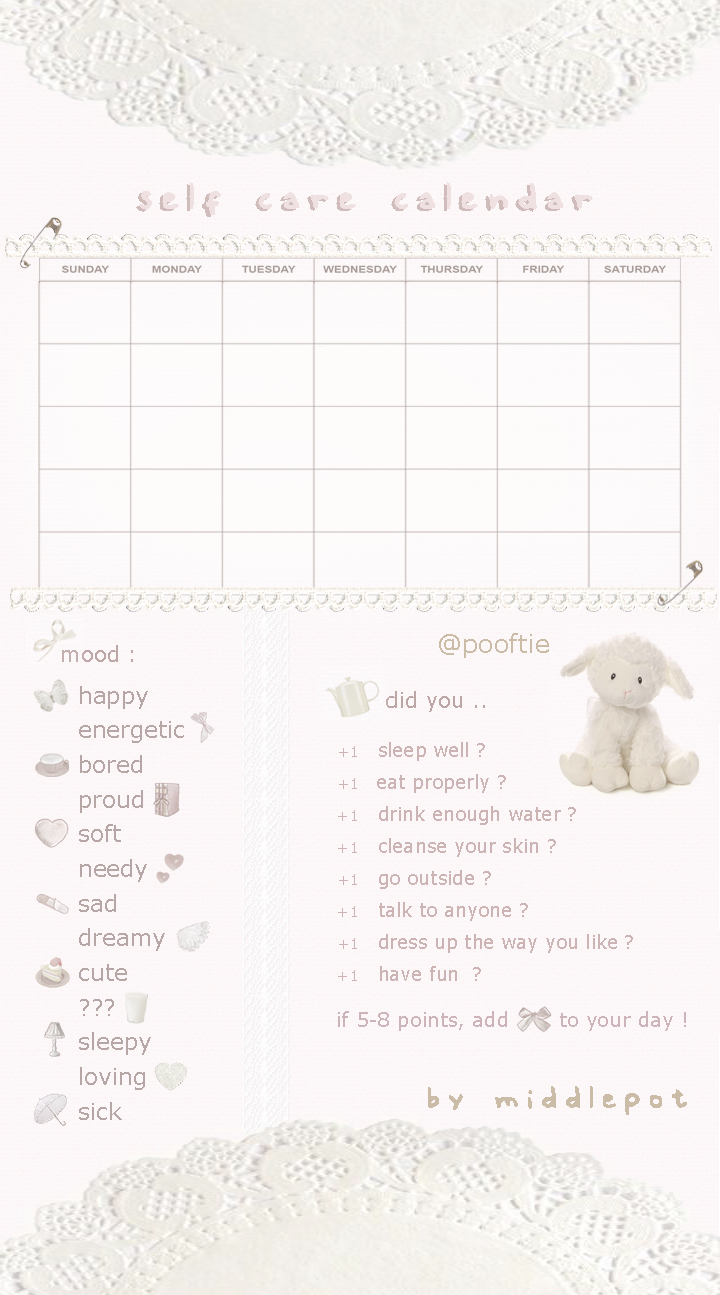 self care calendar
SUNDAY MONDAY TUESDAY WEDNESDAY THURSDAY FRIDAY SATURDAY
mood :
happy
energetic
bored
proud
soft
needy
sad
dreamy
cute
???
sleepy
loving
sick
@pooftie
did you ..
+1 sleep well ?
+1 eat properly ?
+1 drink enough water ?
+1 cleanse your skin ?
+1 go outside ?
+1 talk to anyone ?
+1 dress up the way you like ?
+1 have fun ?
if 5-8 points, add to your day !
by middlepot